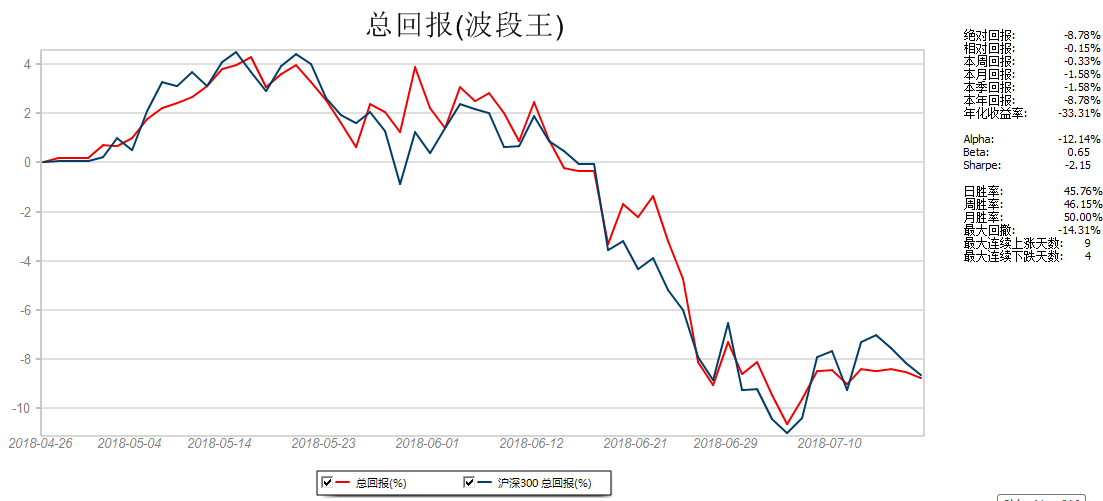 总回报(波段王)
4
2
0
-2
-4
-6
-8
-10
2018-04-26 2018-05-04 2018-05-14 2018-05-23 2018-06-01 2018-06-12 2018-06-21 2018-06-29 2018-07-10
总回报(%) 沪深300 总回报(%)
绝对回报: -8.78%
相对回报: -0.15%
本周回报: -0.33%
本月回报: -1.58%
本季回报: -1.58%
本年回报: -8.78%
年化收益率: -33.31%
Alpha: -12.14%
Beta: 0.65
Sharpe: -2.15
日胜率: 45.76%
周胜率: 46.15%
月胜率: 50.00%
最大回撤: -14.31%
最大连续上涨天数: 9
最大连续下跌天数: 4